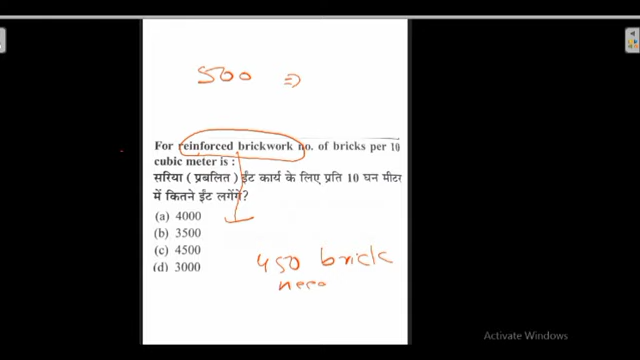 500 ⇒
For reinforced brickwork no. of bricks per 10
cubic meter is :
सरिया ( प्रबलित ) ईंट कार्य के लिए प्रति 10 घन मीटर
में कितने ईंट लगेंगे?
(a) 4000
(b) 3500
(c) 4500
(d) 3000
450 brick
Activate Windows